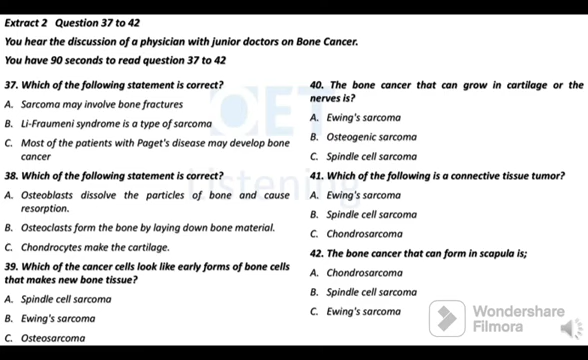 Extract 2 Question 37 to 42
You hear the discussion of a physician with junior doctors on Bone Cancer.
You have 90 seconds to read question 37 to 42
37. Which of the following statement is correct?
A. Sarcoma may involve bone fractures
B. Li-Fraumeni syndrome is a type of sarcoma
C. Most of the patients with Paget's disease may develop bone
cancer
38. Which of the following statement is correct?
A. Osteoblasts dissolve the particles of bone and cause
resorption.
B. Osteoclasts form the bone by laying down bone material.
C. Chondrocytes make the cartilage.
39. Which of the cancer cells look like early forms of bone cells
that makes new bone tissue?
A. Spindle cell sarcoma
B. Ewing's sarcoma
C. Osteosarcoma
40. The bone cancer that can grow in cartilage or the
nerves is?
A. Ewing's sarcoma
B. Osteogenic sarcoma
C. Spindle cell sarcoma
41. Which of the following is a connective tissue tumor?
A. Ewing's sarcoma
B. Spindle cell sarcoma
C. Chondrosarcoma
42. The bone cancer that can form in scapula is;
A. Chondrosarcoma
B. Spindle cell sarcoma
C. Ewing's sarcoma
OET
Listening
Wondershare
Filmora